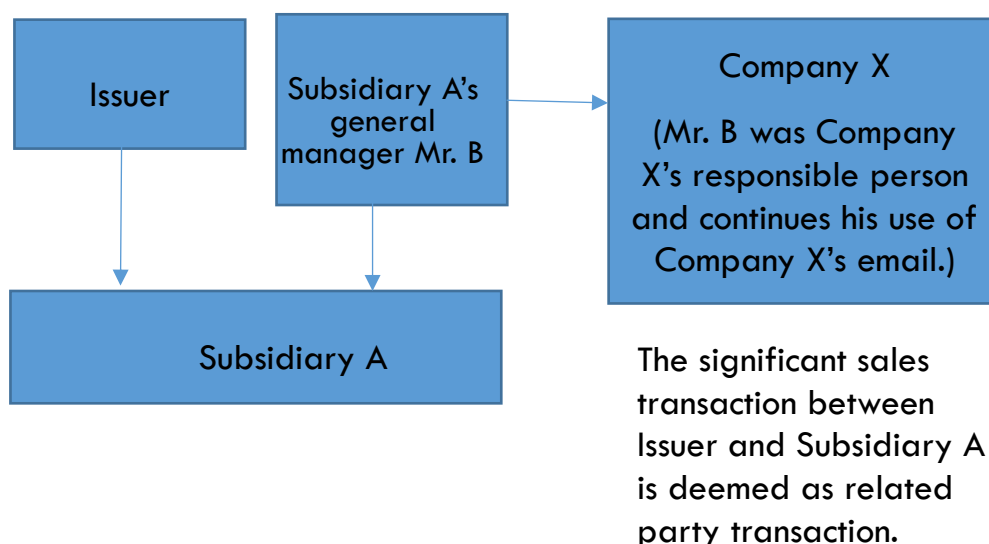 Issuer
Subsidiary A’s
general
manager Mr. B
Company X
(Mr. B was Company
X’s responsible person
and continues his use of
Company X’s email.)
Subsidiary A
The significant sales
transaction between
Issuer and Subsidiary A
is deemed as related
party transaction.